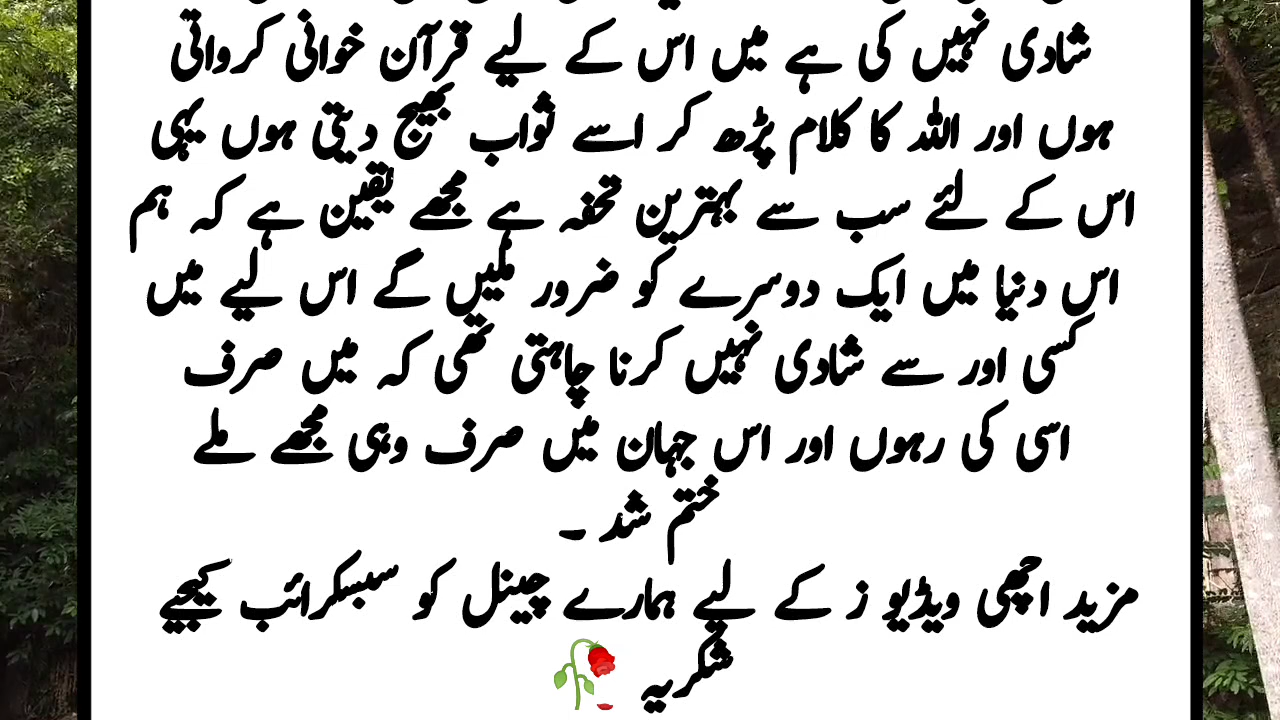 شادی نہیں کی ہے میں اس کے لیے قرآن خوانی کرواتی
ہوں اور اللہ کا کلام پڑھ کر اسے ثواب بھیج دیتی ہوں یہی
اس کے لئے سب سے بہترین تحفہ ہے مجھے یقین ہے کہ ہم
اس دنیا میں ایک دوسرے کو ضرور ملیں گے اس لیے میں
کسی اور سے شادی نہیں کرنا چاہتی تھی کہ میں صرف
اسی کی رہوں اور اس جہان میں صرف وہی مجھے ملے
ختم شد ۔
مزید اچھی ویڈیو ز کے لیے ہمارے چینل کو سبسکرائب کیجیے
شکریہ 🥀